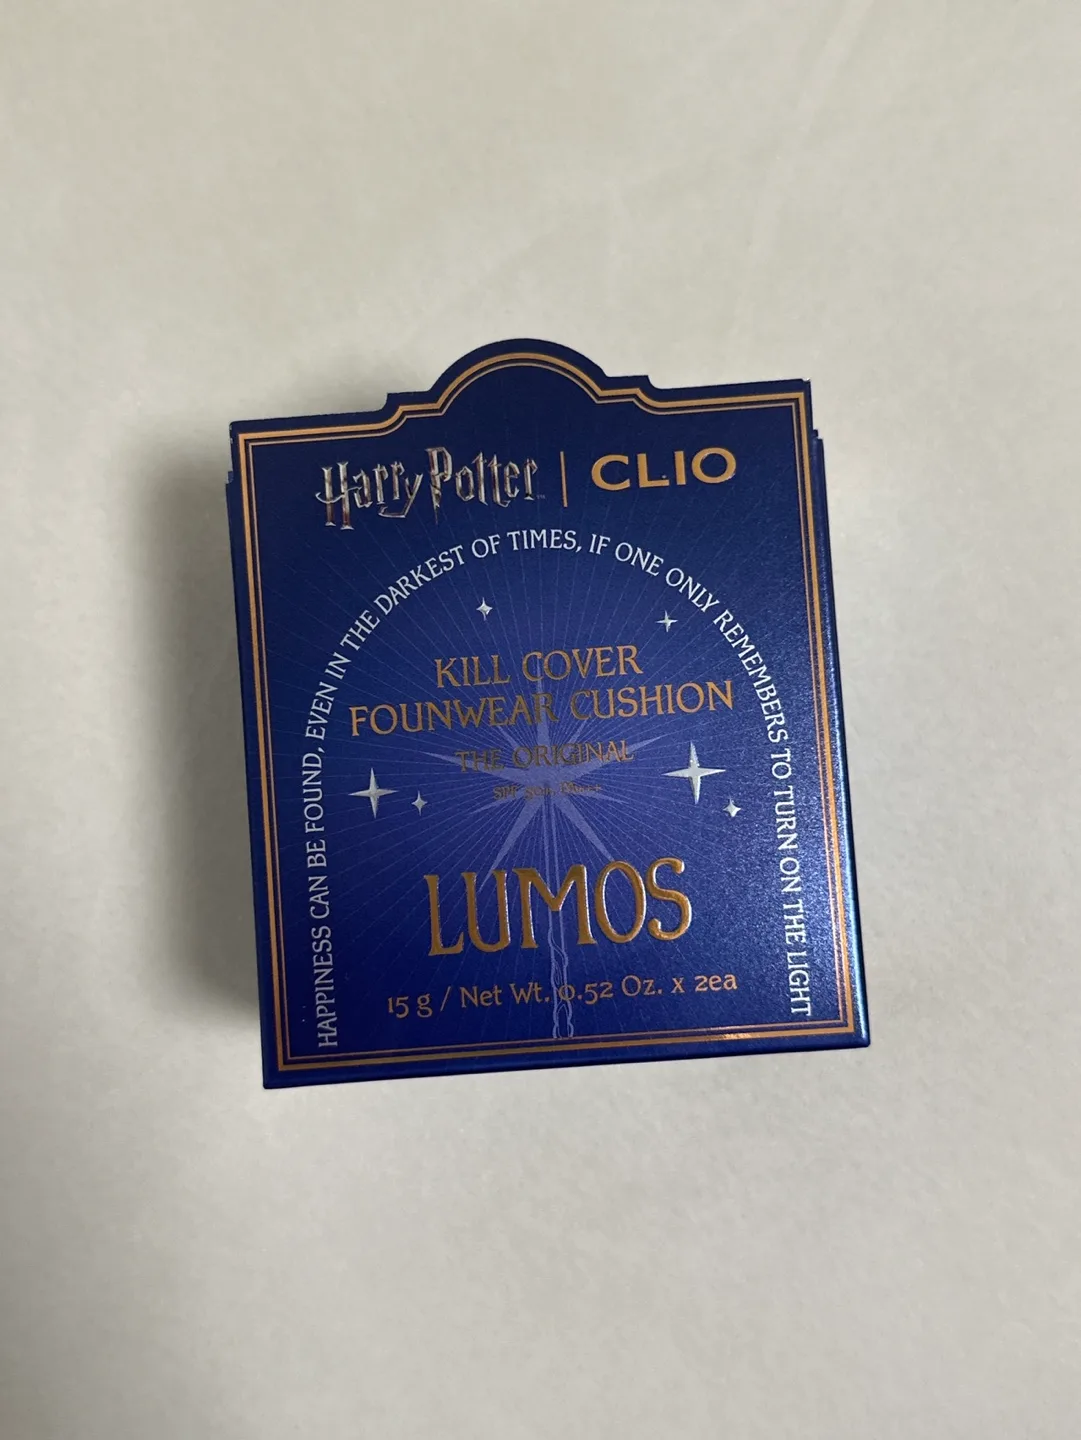 Harry Potter | CLIO
HAPPINESS CAN BE FOUND, EVEN IN THE DARKEST OF TIMES, IF ONE ONLY REMEMBERS TO TURN ON THE LIGHT
KILL COVER
FOUNWEAR CUSHION
THE ORIGINAL
SPF
LUMOS
15 g / Net Wt. 0.52 Oz. x 2ea